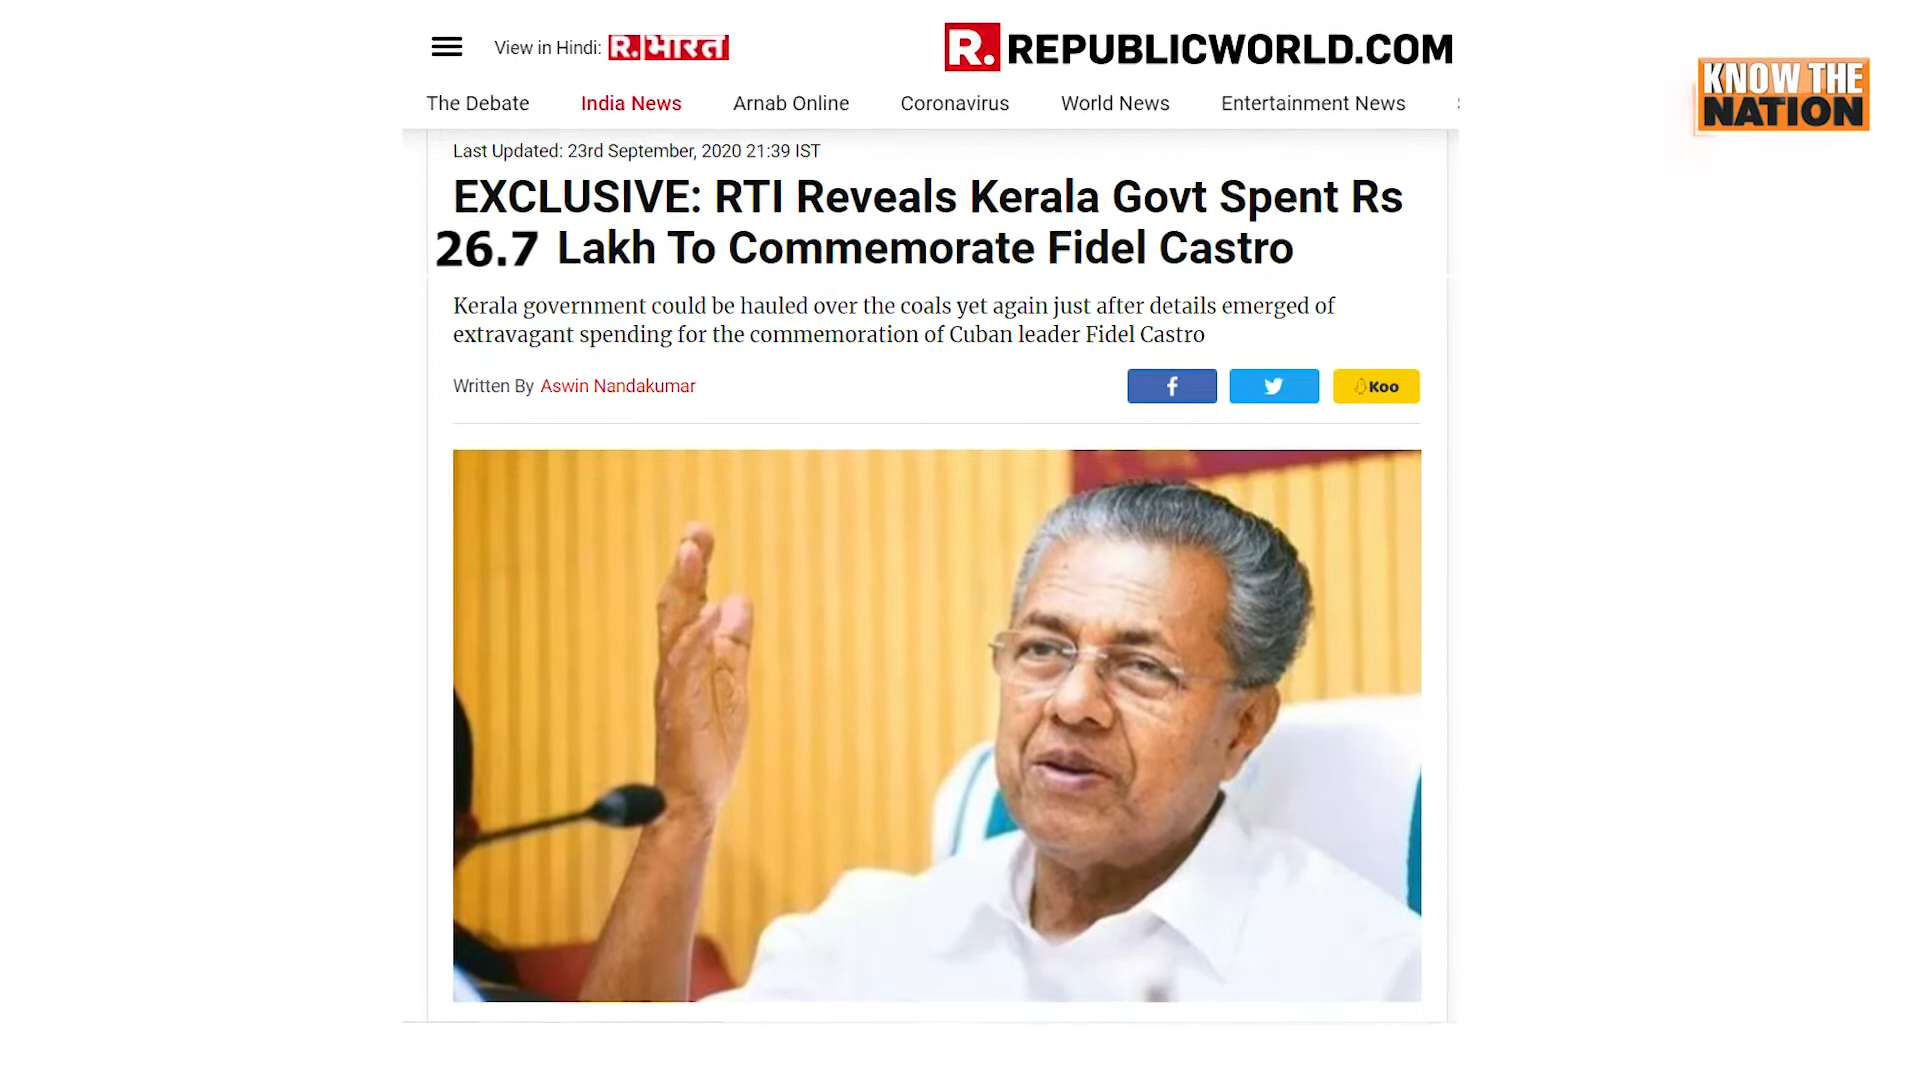 View in Hindi: R. भारत
R. REPUBLICWORLD.COM
KNOW THE
NATION
The Debate India News Arnab Online Coronavirus World News Entertainment News
Last Updated: 23rd September, 2020 21:39 IST
EXCLUSIVE: RTI Reveals Kerala Govt Spent Rs
26.7 Lakh To Commemorate Fidel Castro
Kerala government could be hauled over the coals yet again just after details emerged of
extravagant spending for the commemoration of Cuban leader Fidel Castro
Written By Aswin Nandakumar
f
Koo